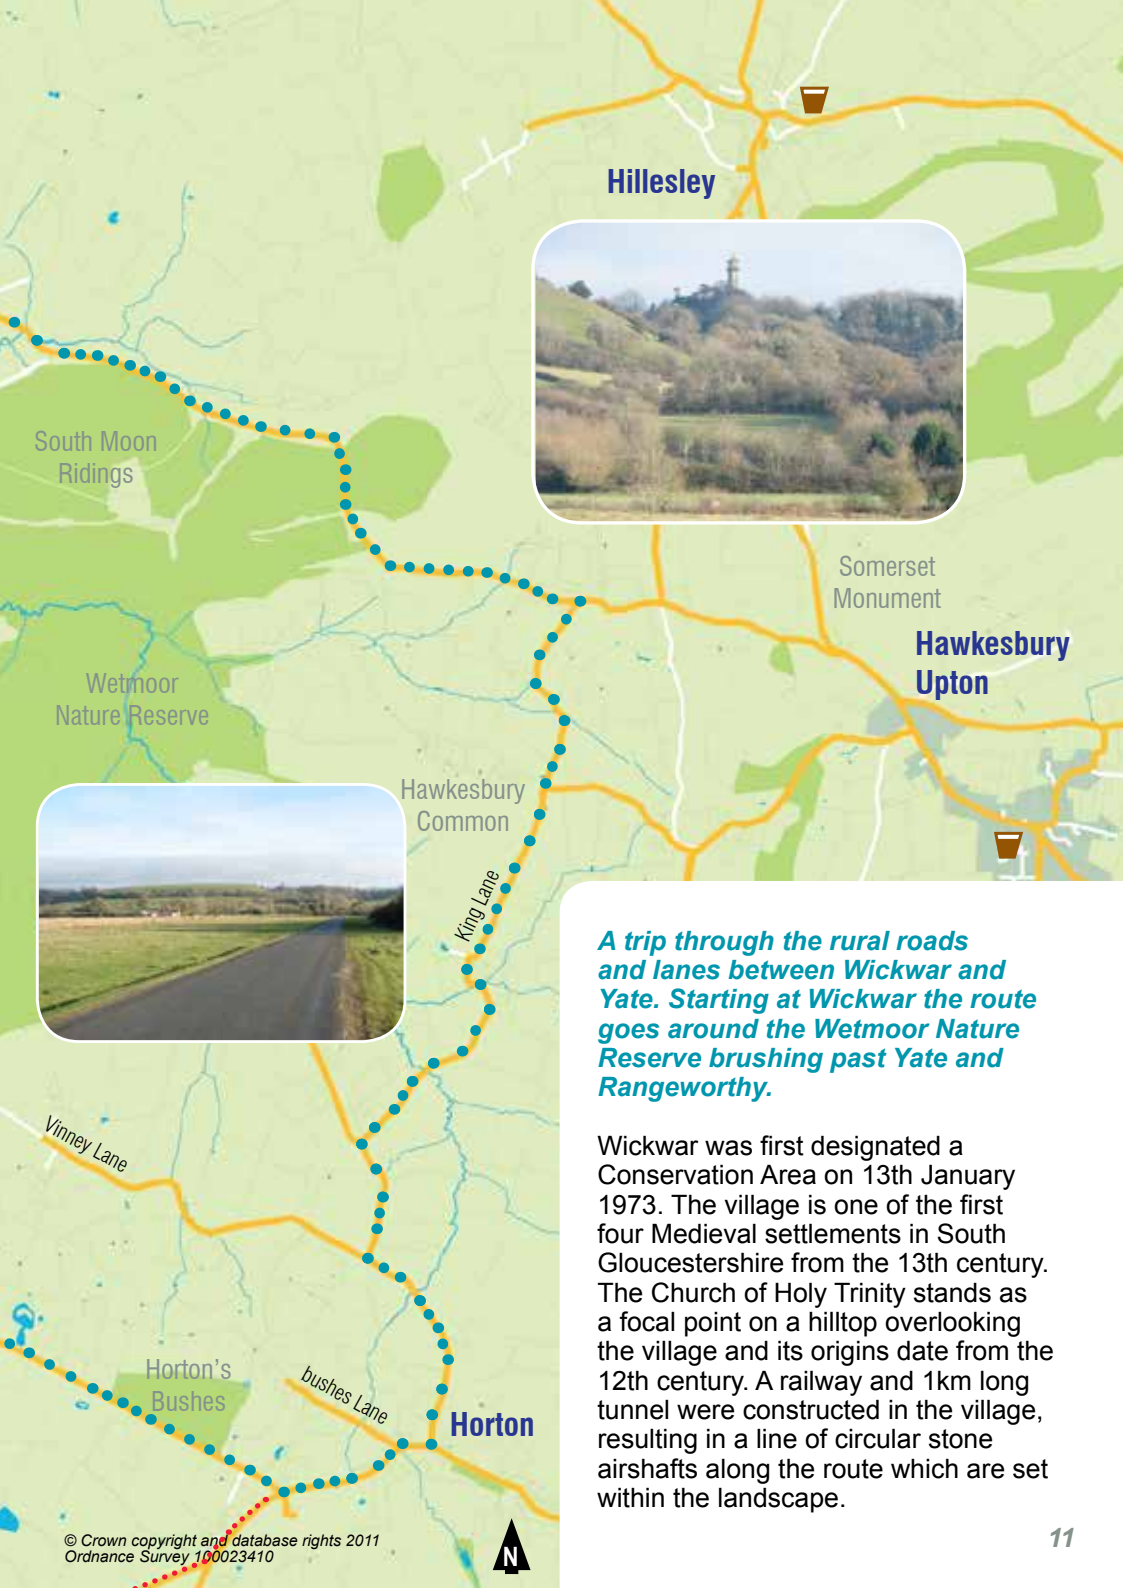 Hillesley
South Moon
Ridings
Somerset
Monument
Hawkesbury
Upton
Wetmoor
Nature Reserve
Hawkesbury
Common
King Lane
A trip through the rural roads
and lanes between Wickwar and
Yate. Starting at Wickwar the route
goes around the Wetmoor Nature
Reserve brushing past Yate and
Rangeworthy.
Vinney Lane
Wickwar was first designated a
Conservation Area on 13th January
1973. The village is one of the first
four Medieval settlements in South
Gloucestershire from the 13th century.
The Church of Holy Trinity stands as
a focal point on a hilltop overlooking
the village and its origins date from the
12th century. A railway and 1km long
tunnel were constructed in the village,
resulting in a line of circular stone
airshafts along the route which are set
within the landscape.
Horton's
Bushes
bushes Lane
Horton
© Crown copyright and database rights 2011
Ordnance Survey 100023410
N
11